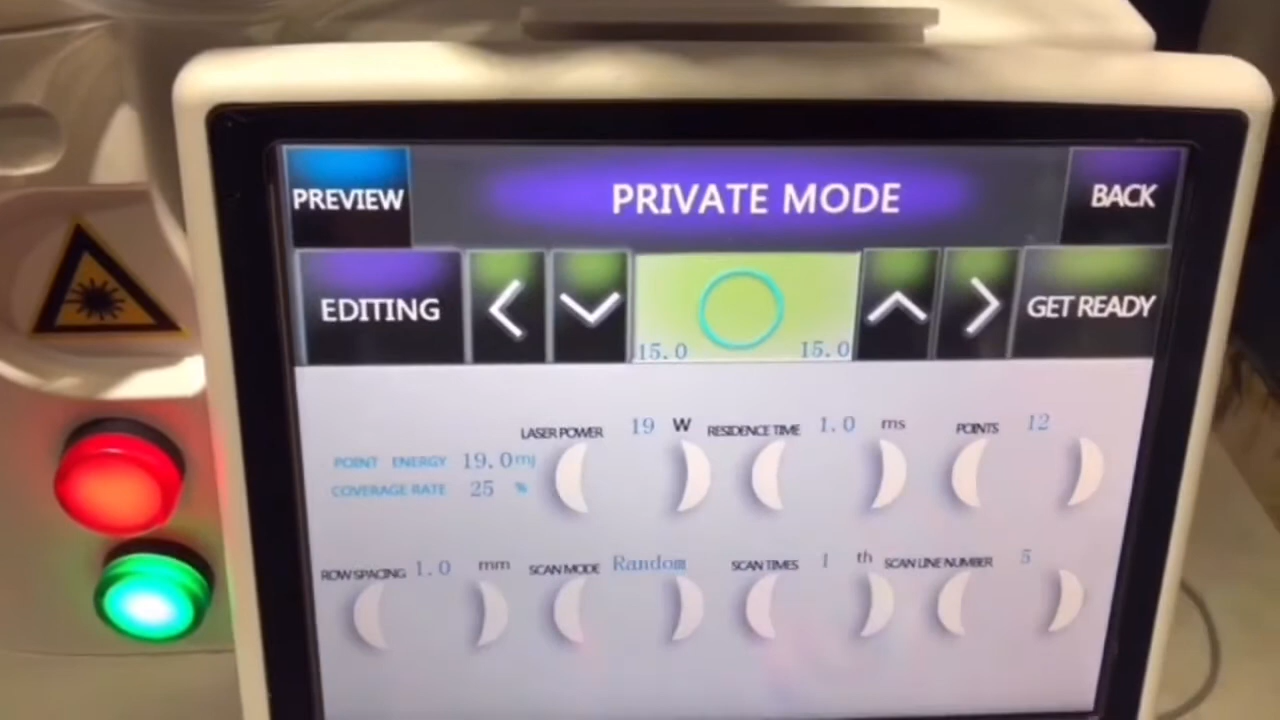 PREVIEW PRIVATE MODE BACK
EDITING GET READY
15.0 15.0
LASER POWER 19 W RESIDENCE TIME 1.0 ms POINTS 12
POINT ENERGY 19.0mj
COVERAGE RATE 25 %
ROW SPACING 1.0 mm SCAN MODE Random SCAN TIMES 1 th SCAN LINE NUMBER 5